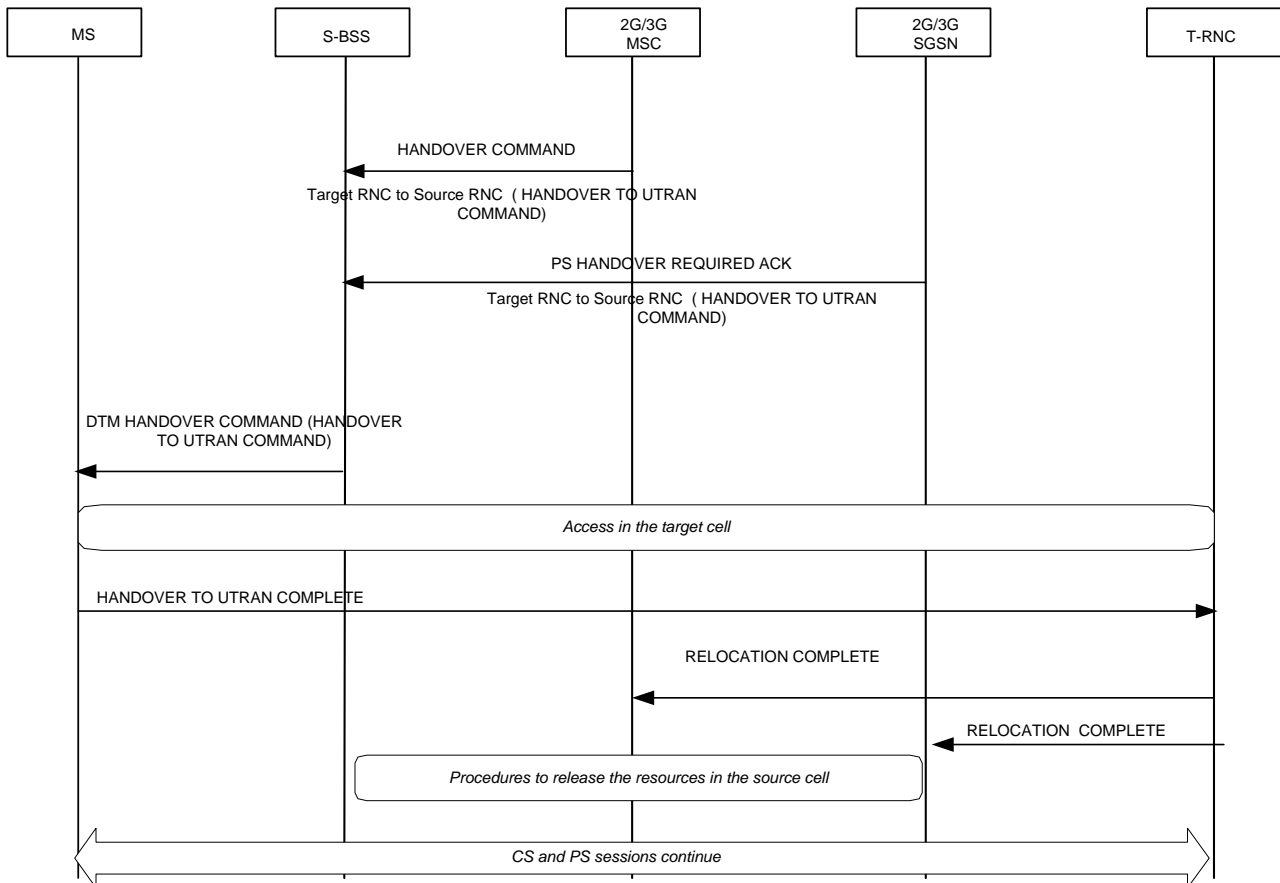 MS
S-BSS
2G/3G
MSC
2G/3G
SGSN
T-RNC
HANDOVER COMMAND
Target RNC to Source RNC ( HANDOVER TO UTRAN
COMMAND)
PS HANDOVER REQUIRED ACK
Target RNC to Source RNC ( HANDOVER TO UTRAN
COMMAND)
DTM HANDOVER COMMAND (HANDOVER
TO UTRAN COMMAND)
Access in the target cell
HANDOVER TO UTRAN COMPLETE
RELOCATION COMPLETE
RELOCATION COMPLETE
Procedures to release the resources in the source cell
CS and PS sessions continue